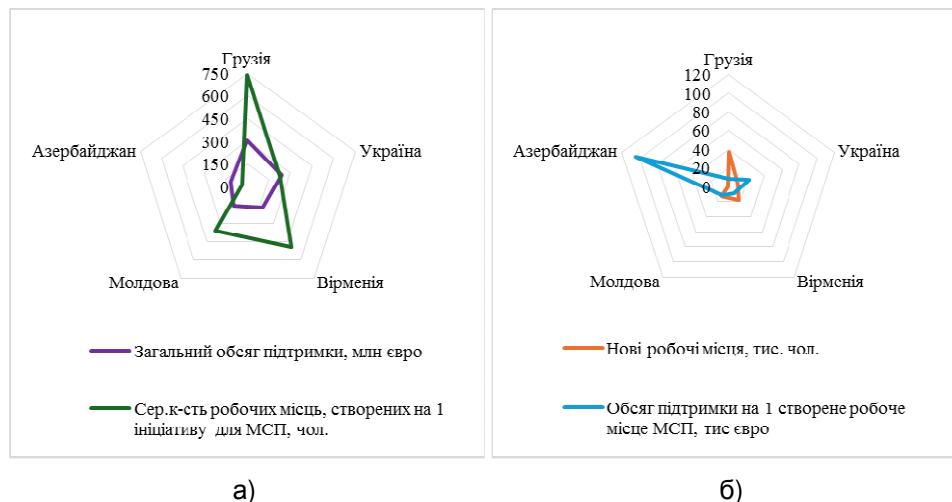 Грузія
750
600
450
300
150
0
Азербайджан
Україна
Молдова
Вірменія
Загальний обсяг підтримки, млн євро
Сер.к-сть робочих місць, створених на 1
ініціативу для МСП, чол.
а)
Грузія
120
100
80
60
40
20
0
Азербайджан
Україна
Молдова
Вірменія
Нові робочі місця, тис. чол.
Обсяг підтримки на 1 створене робоче
місце МСП, тис євро
б)